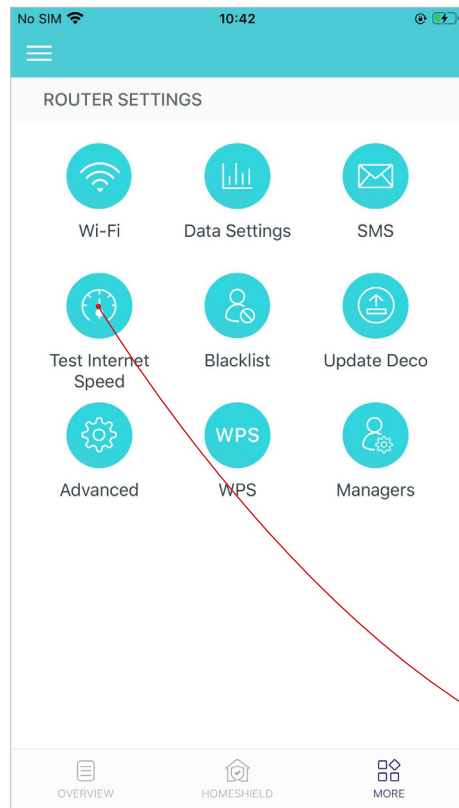 No SIM 10:42
ROUTER SETTINGS
Wi-Fi Data Settings SMS
Test Internet Speed Blacklist Update Deco
WPS
Advanced WPS Managers
OVERVIEW HOMESHIELD MORE